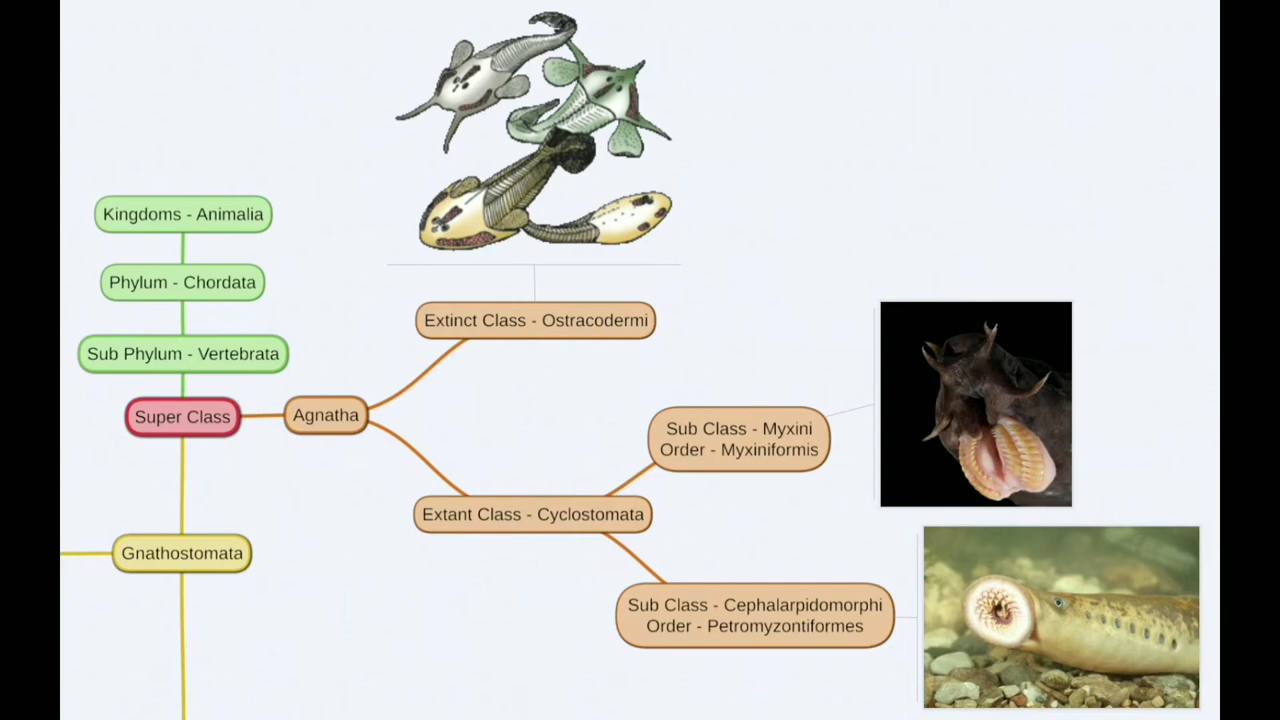 Kingdoms - Animalia
Phylum - Chordata
Sub Phylum - Vertebrata
Super Class
Agnatha
Extinct Class - Ostracodermi
Extant Class - Cyclostomata
Sub Class - Myxini
Order - Myxiniformis
Sub Class - Cephalarpidomorphi
Order - Petromyzontiformes
Gnathostomata